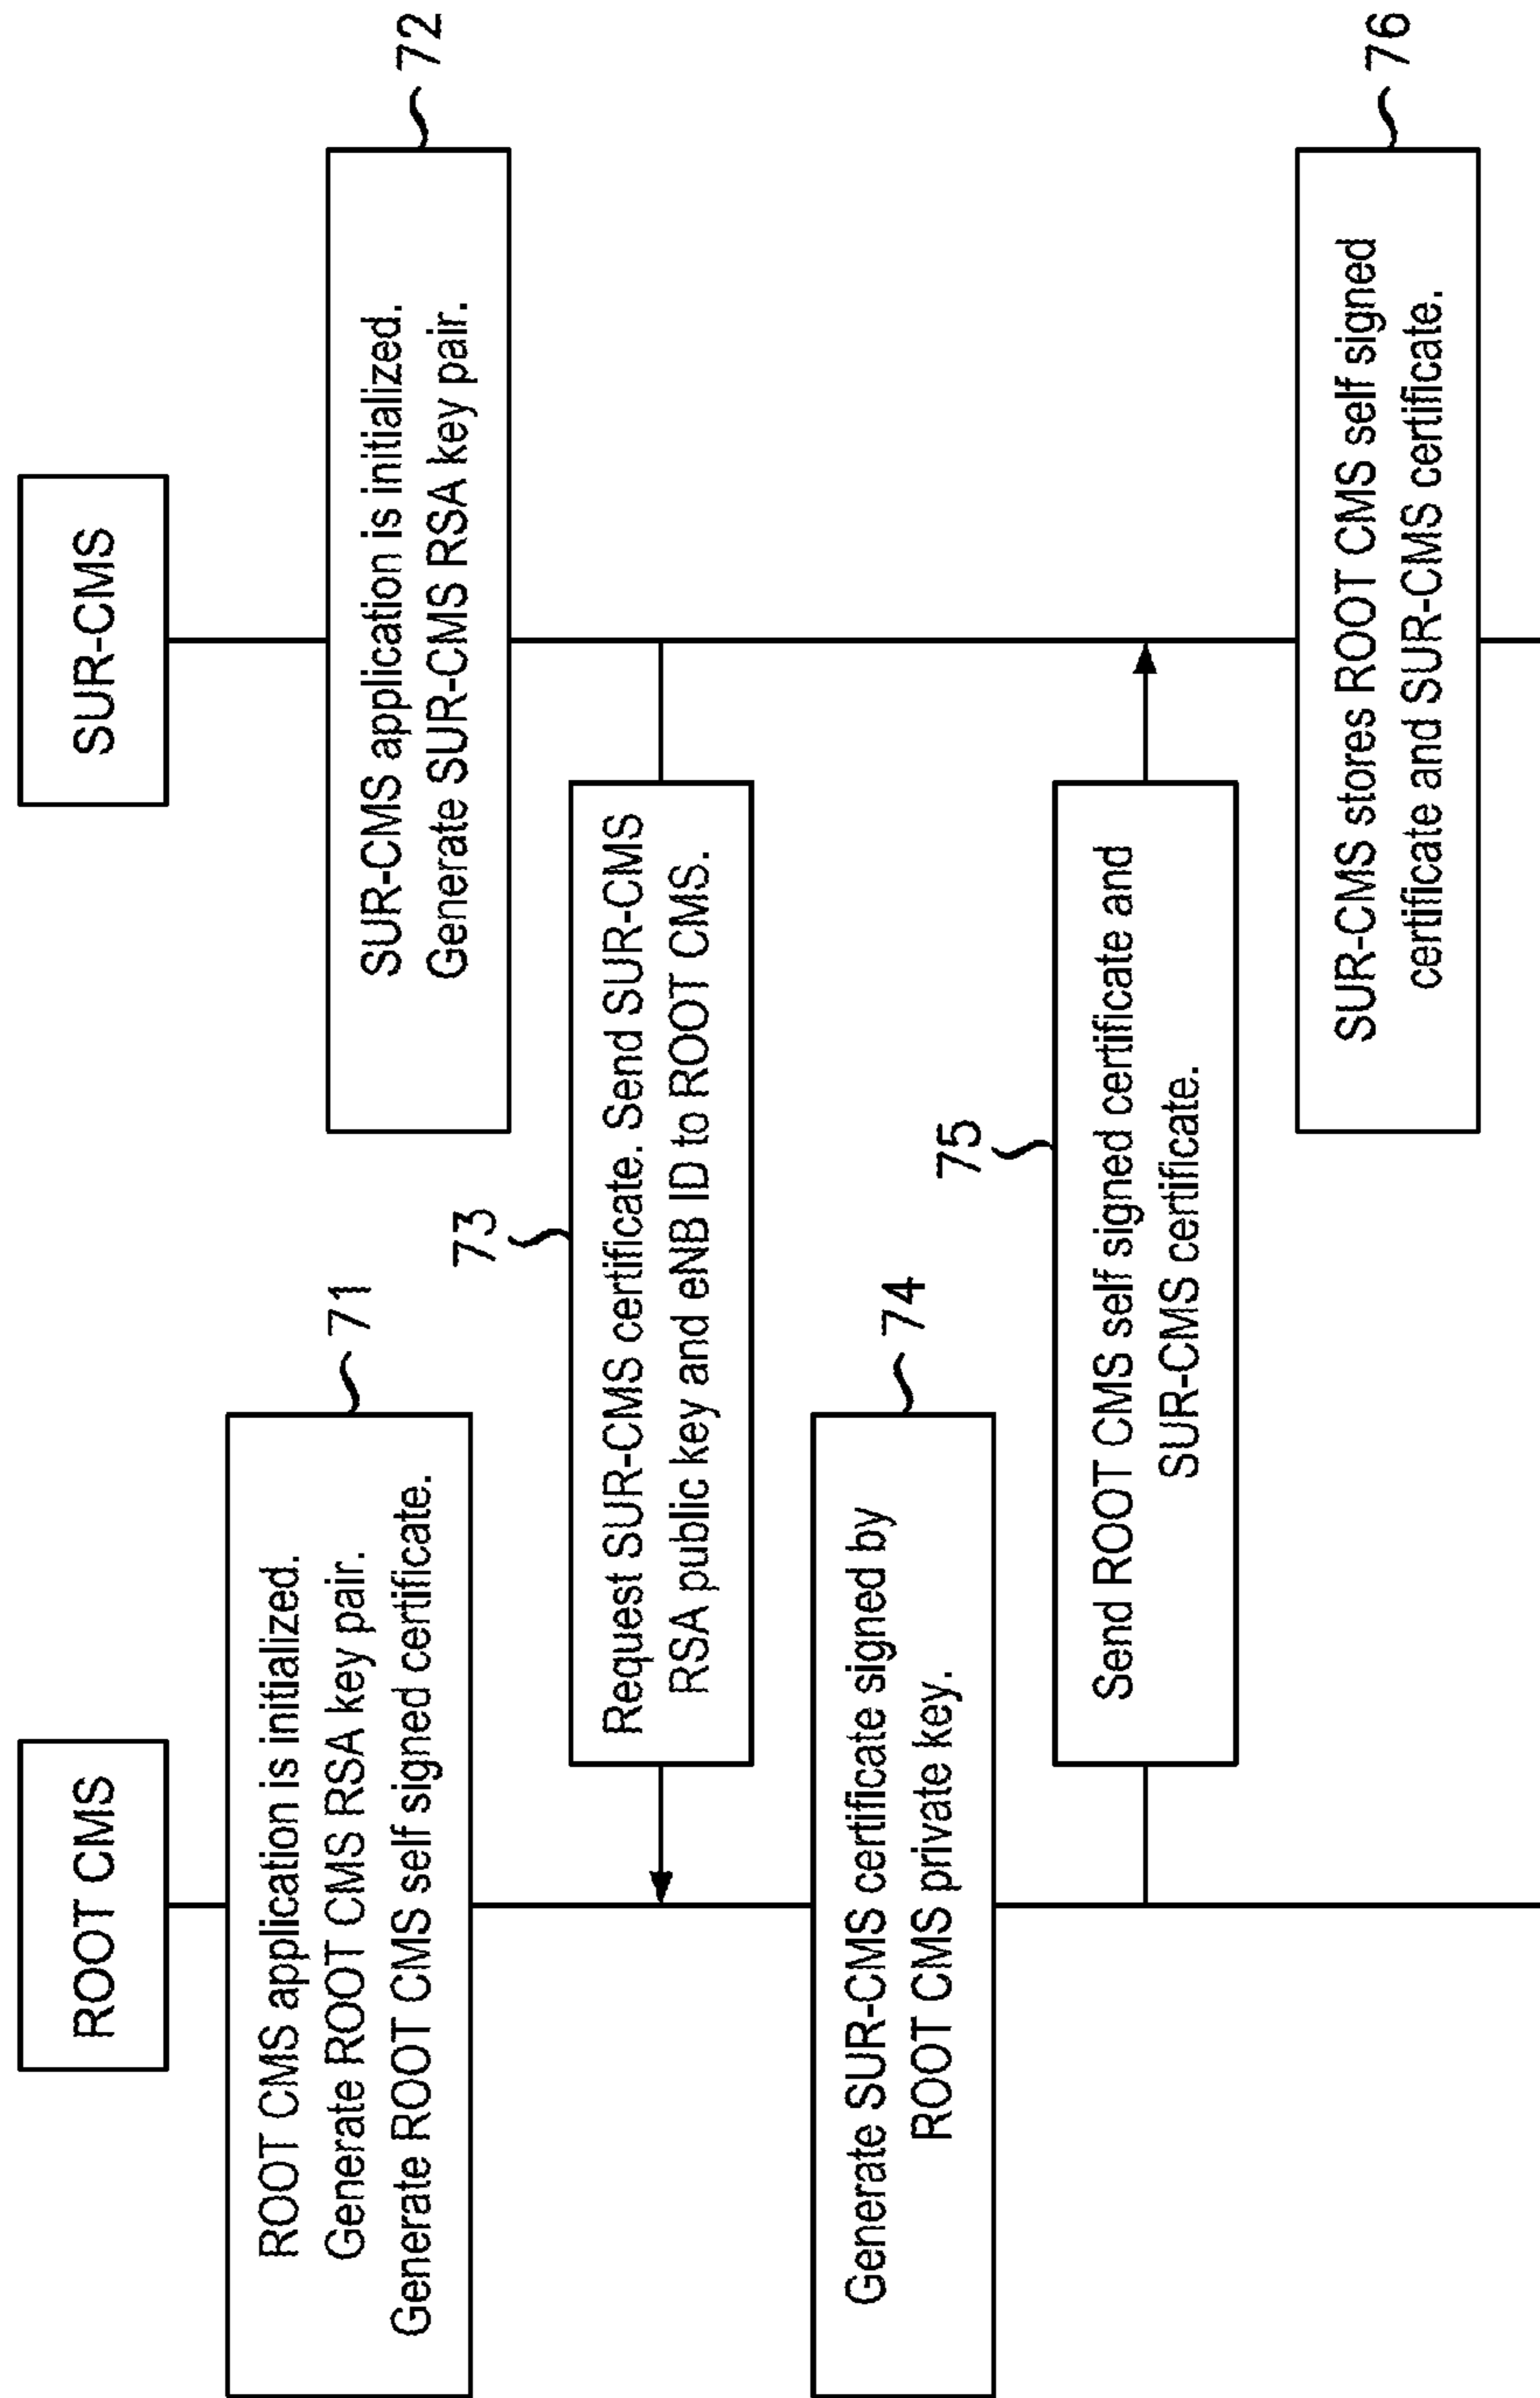 ROOT CMS
SUR-CMS
ROOT CMS application is initialized.
Generate ROOT CMS RSA key pair.
Generate ROOT CMS self signed certificate.
71
SUR-CMS application is initialized.
Generate SUR-CMS RSA key pair.
72
73
Request SUR-CMS certificate. Send SUR-CMS
RSA public key and eNB ID to ROOT CMS.
Generate SUR-CMS certificate signed by
ROOT CMS private key.
74
75
Send ROOT CMS self signed certificate and
SUR-CMS certificate.
SUR-CMS stores ROOT CMS self signed
certificate and SUR-CMS certificate.
76